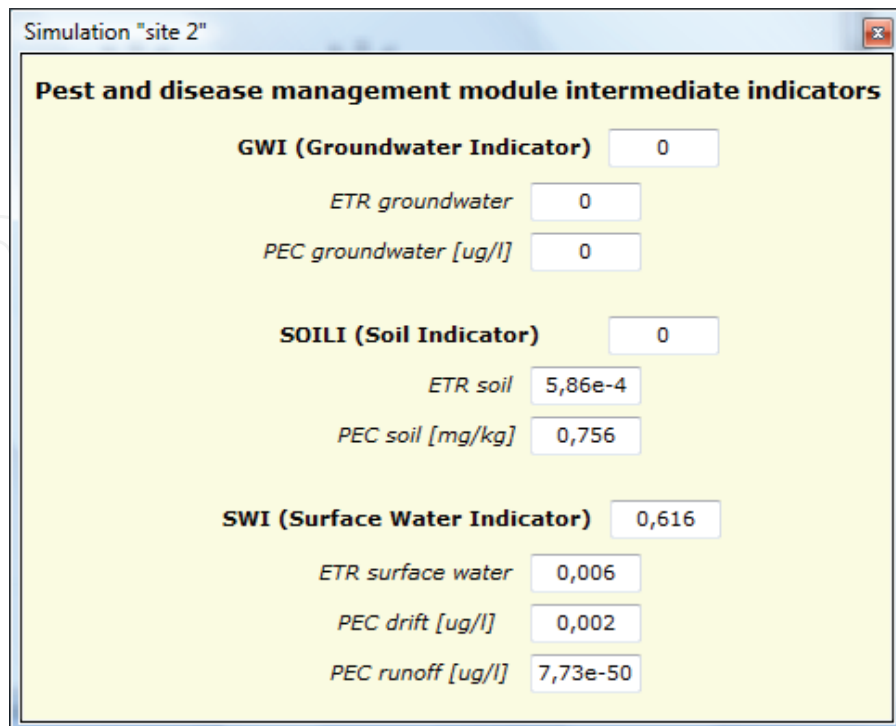 Simulation "site 2"
Pest and disease management module intermediate indicators
GWI (Groundwater Indicator) 0
ETR groundwater 0
PEC groundwater [ug/l] 0
SOILI (Soil Indicator) 0
ETR soil 5,86e-4
PEC soil [mg/kg] 0,756
SWI (Surface Water Indicator) 0,616
ETR surface water 0,006
PEC drift [ug/l] 0,002
PEC runoff [ug/l] 7,73e-50